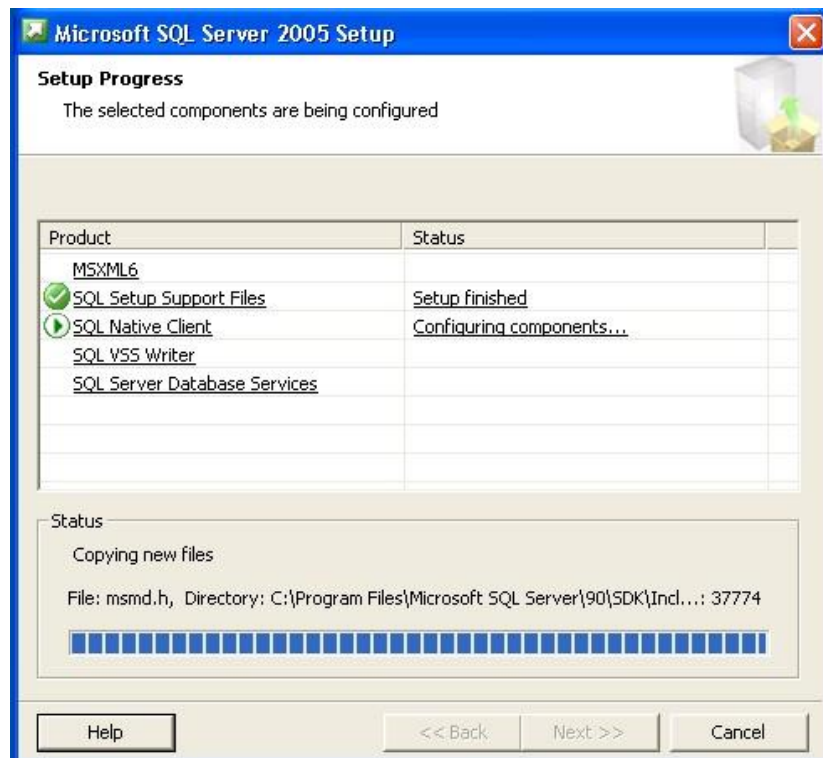 Microsoft SQL Server 2005 Setup
Setup Progress
The selected components are being configured
Product Status
MSXML6
SQL Setup Support Files Setup finished
SQL Native Client Configuring components...
SQL VSS Writer
SQL Server Database Services
Status
Copying new files
File: msmd.h, Directory: C:\Program Files\Microsoft SQL Server\90\SDK\Incl...: 37774
Help << Back Next >> Cancel